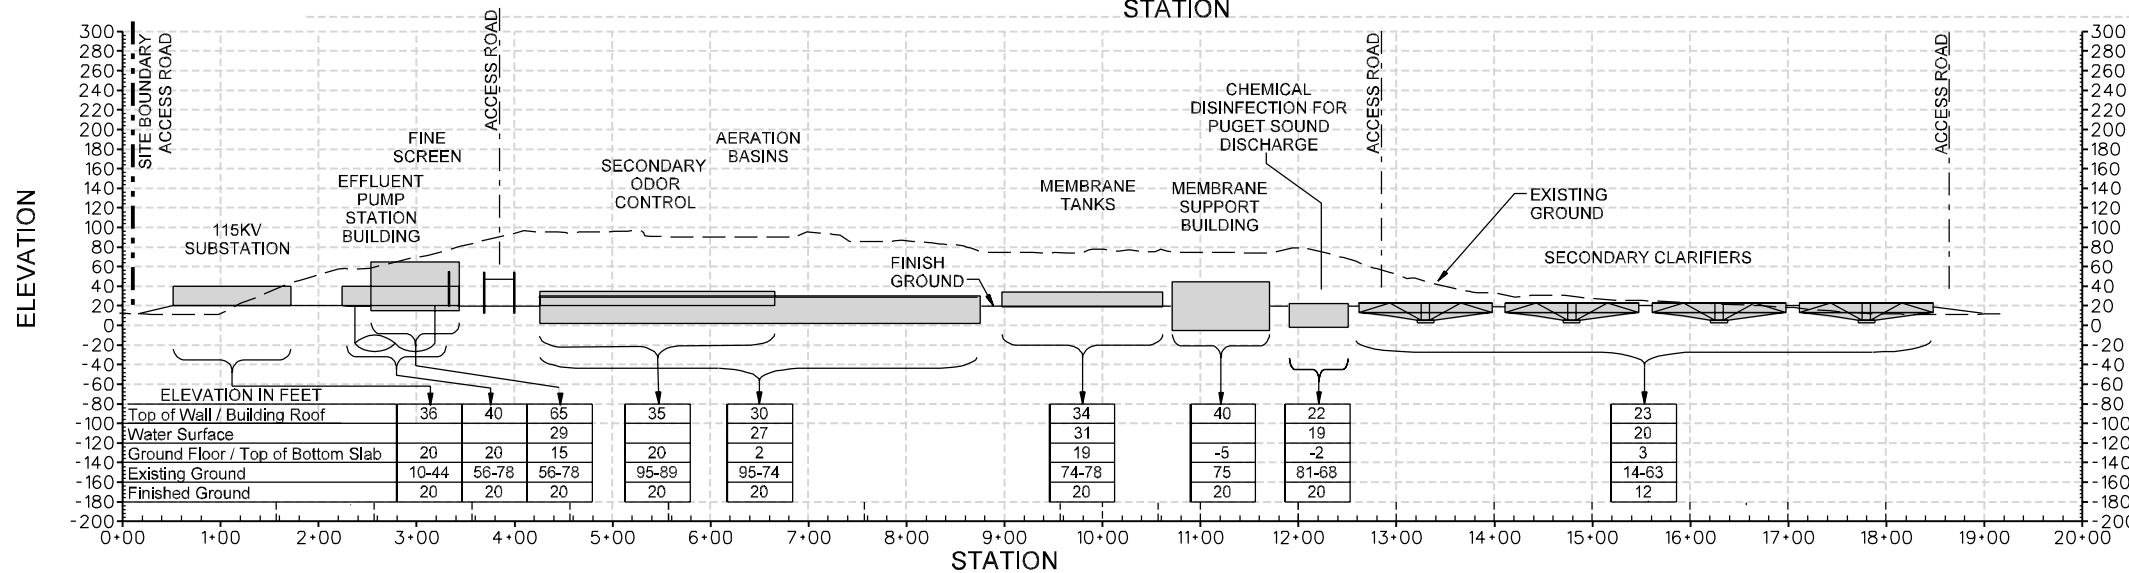 STATION
300
280
260
240
220
200
180
160
140
120
100
80
60
40
20
0
-20
-40
-60
-80
-100
-120
-140
-160
-180
-200
ELEVATION
SITE BOUNDARY
ACCESS ROAD
115KV
SUBSTATION
EFFLUENT
PUMP
STATION
BUILDING
FINE
SCREEN
ACCESS ROAD
SECONDARY
ODOR
CONTROL
AERATION
BASINS
FINISH
GROUND
MEMBRANE
TANKS
MEMBRANE
SUPPORT
BUILDING
CHEMICAL
DISINFECTION FOR
PUGET SOUND
DISCHARGE
ACCESS ROAD
EXISTING
GROUND
SECONDARY CLARIFIERS
ACCESS ROAD
300
280
260
240
220
200
180
160
140
120
100
80
60
40
20
0
-20
-40
-60
-80
-100
-120
-140
-160
-180
-200
ELEVATION IN FEET
Top of Wall / Building Roof 36 40 65 35 30 34 40 22 23
Water Surface 29 27 31 19 20
Ground Floor / Top of Bottom Slab 20 20 15 20 2 19 -5 -2 3
Existing Ground 10-44 56-78 56-78 95-89 95-74 74-78 75 81-68 14-63
Finished Ground 20 20 20 20 20 20 20 20 12
0+00 1+00 2+00 3+00 4+00 5+00 6+00 7+00 8+00 9+00 10+00 11+00 12+00 13+00 14+00 15+00 16+00 17+00 18+00 19+00 20+00
STATION